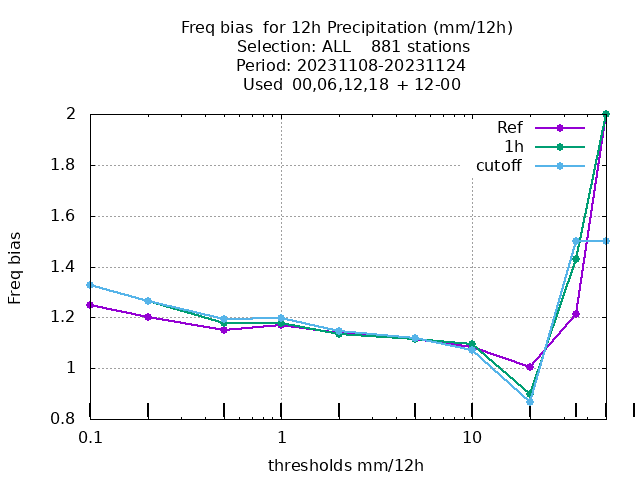 Freq bias  for 12h Precipitation (mm/12h)
Selection: ALL    881 stations
Period: 20231108-20231124
Used  00,06,12,18  + 12-00
Ref
1h
cutoff
2
1.8
1.6
1.4
1.2
1
0.8
Freq bias
0.1 1 10
thresholds mm/12h